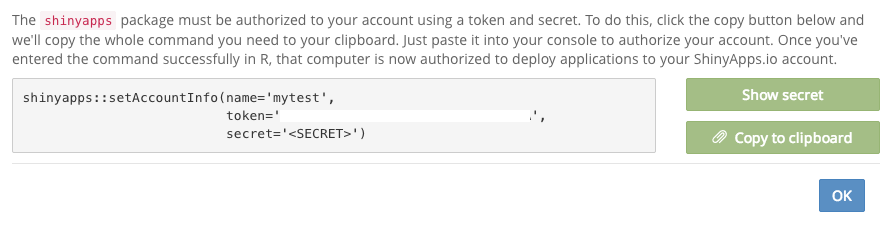 The shinyapps package must be authorized to your account using a token and secret. To do this, click the copy button below and
we'll copy the whole command you need to your clipboard. Just paste it into your console to authorize your account. Once you've
entered the command successfully in R, that computer is now authorized to deploy applications to your ShinyApps.io account.
shinyapps::setAccountInfo(name='mytest',
token='                                ',
secret='<SECRET>')
Show secret
Copy to clipboard
OK